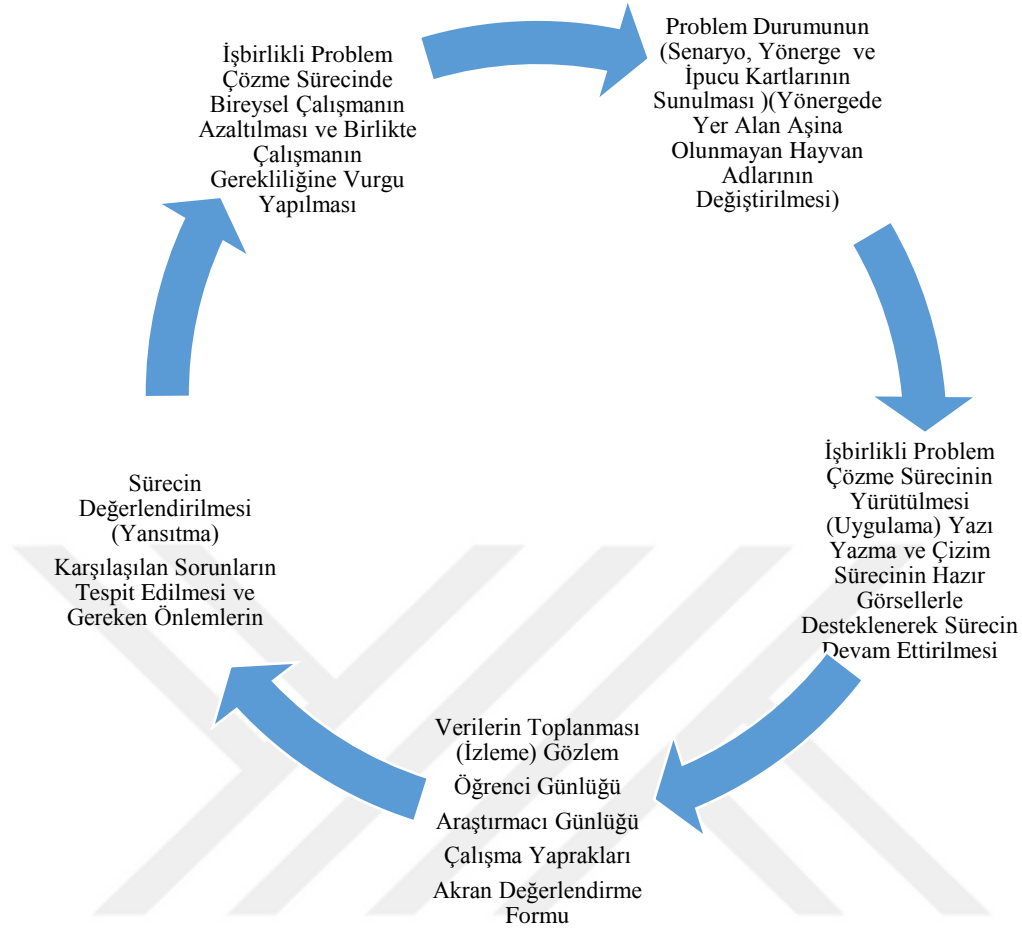 İşbirlikli Problem
Çözme Sürecinde
Bireysel Çalışmanın
Azaltılması ve Birlikte
Çalışmanın
Gerekliliğine Vurgu
Yapılması
Problem Durumunun
(Senaryo, Yönerge ve
İpucu Kartlarının
Sunulması )(Yönergede
Yer Alan Aşina
Olunmayan Hayvan
Adlarının
Değiştirilmesi)
İşbirlikli Problem
Çözme Sürecinin
Yürütülmesi
(Uygulama) Yazı
Yazma ve Çizim
Sürecinin Hazır
Görsellerle
Desteklenerek Sürecin
Devam Ettirilmesi
Verilerin Toplanması
(İzleme) Gözlem
Öğrenci Günlüğü
Araştırmacı Günlüğü
Çalışma Yaprakları
Akran Değerlendirme
Formu
Sürecin
Değerlendirilmesi
(Yansıtma)
Karşılaşılan Sorunların
Tespit Edilmesi ve
Gereken Önlemlerin